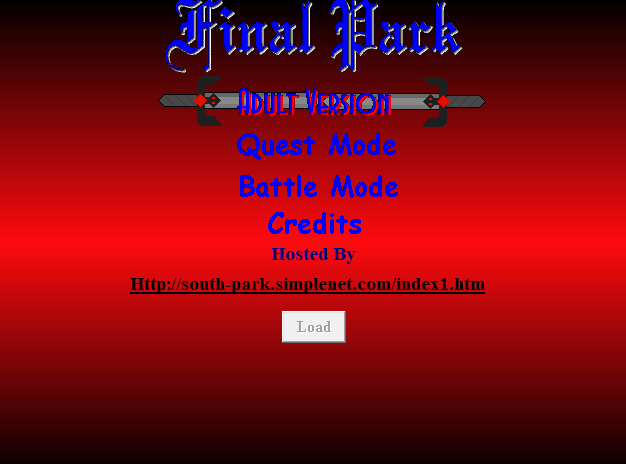 Final Park
Adult Version
Quest Mode
Battle Mode
Credits
Hosted By
Http://south-park.simplenet.com/index1.htm
Load